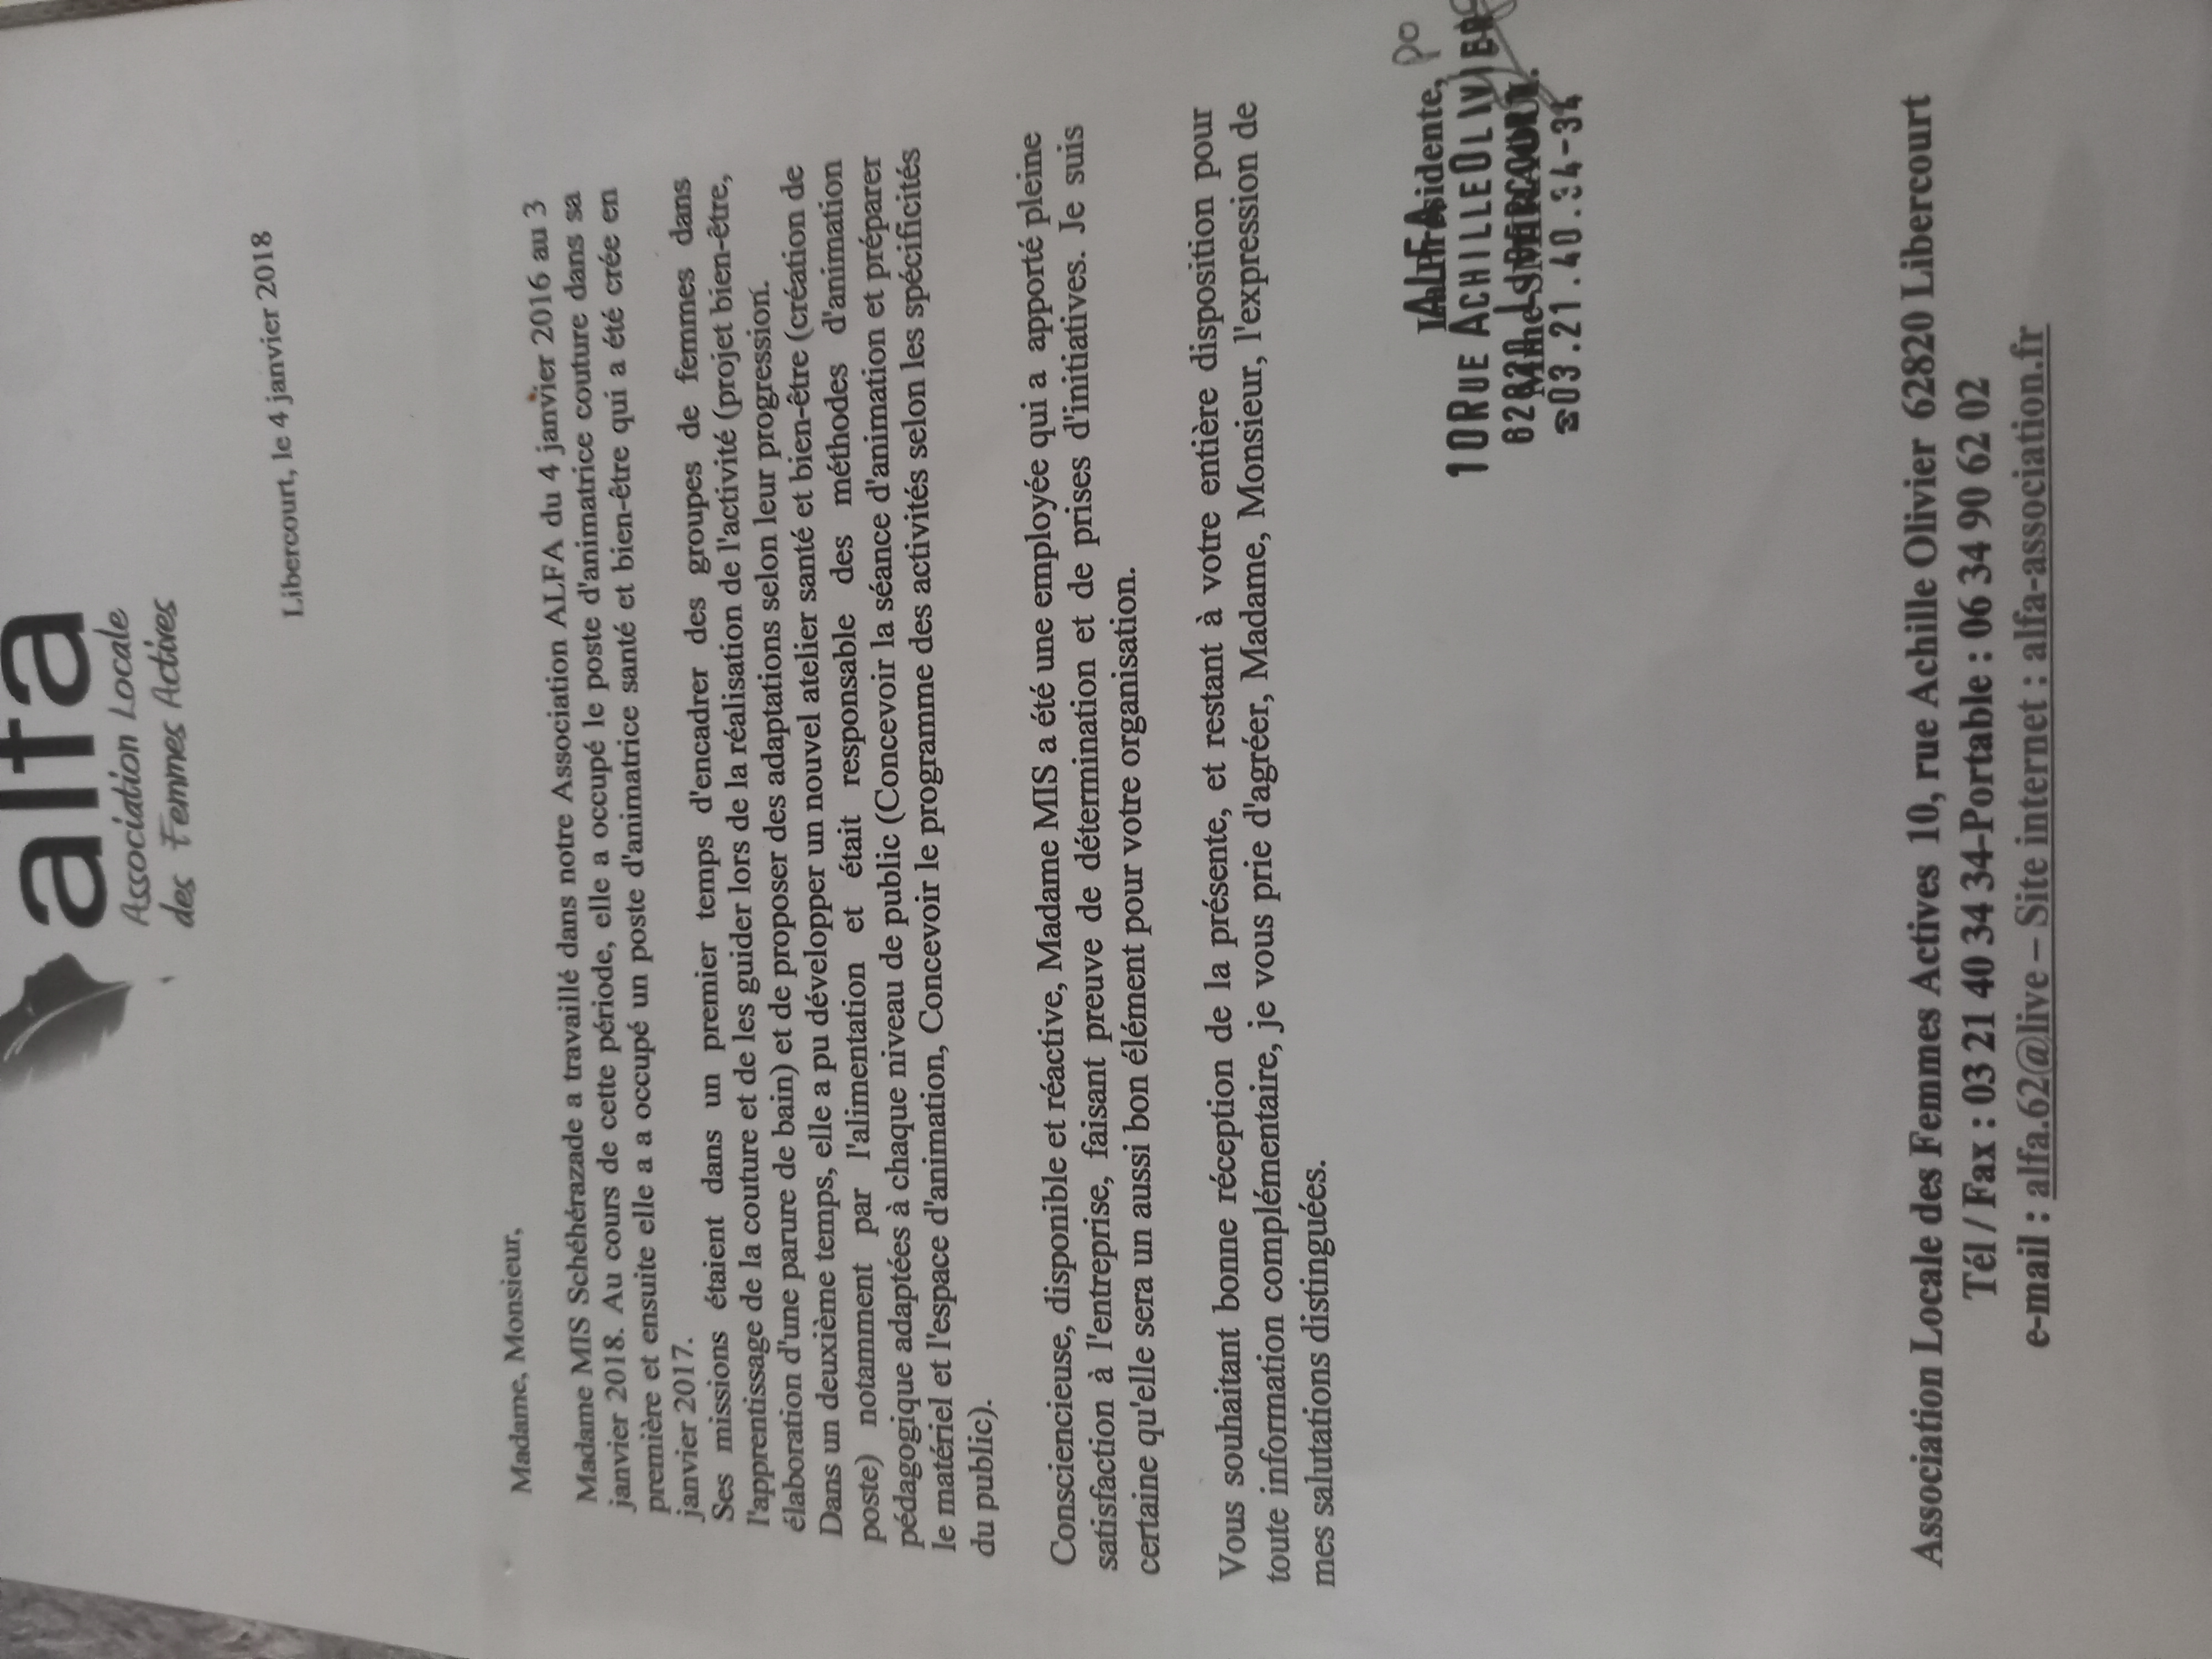 alfa
Association Locale
des Femmes Actives
Libercourt, le 4 janvier 2018
Madame, Monsieur,
Madame MIS Schéhérazade a travaillé dans notre Association ALFA du 4 janvier 2016 au 3
janvier 2018. Au cours de cette période, elle a occupé le poste d'animatrice couture dans sa
première et ensuite elle a a occupé un poste d'animatrice santé et bien-être qui a été crée en
janvier 2017.
Ses missions étaient dans un premier temps d'encadrer des groupes de femmes dans
l'apprentissage de la couture et de les guider lors de la réalisation de l'activité (projet bien-être,
élaboration d'une parure de bain) et de proposer des adaptations selon leur progression.
Dans un deuxième temps, elle a pu développer un nouvel atelier santé et bien-être (création de
poste) notamment par l'alimentation et était responsable des méthodes d'animation
pédagogique adaptées à chaque niveau de public (Concevoir la séance d'animation et préparer
le matériel et l'espace d'animation, Concevoir le programme des activités selon les spécificités
du public).
Consciencieuse, disponible et réactive, Madame MIS a été une employée qui a apporté pleine
satisfaction à l'entreprise, faisant preuve de détermination et de prises d'initiatives. Je suis
certaine qu'elle sera un aussi bon élément pour votre organisation.
Vous souhaitant bonne réception de la présente, et restant à votre entière disposition pour
toute information complémentaire, je vous prie d'agréer, Madame, Monsieur, l'expression de
mes salutations distinguées.
La Présidente, PO
ALFA
10 RUE ACHILLE OLIVIER
62820 LIBERCOURT
Mme
☎03.21.40.34-34
Association Locale des Femmes Actives 10, rue Achille Olivier 62820 Libercourt
Tél / Fax : 03 21 40 34 34-Portable : 06 34 90 62 02
e-mail : alfa.62@live – Site internet : alfa-association.fr